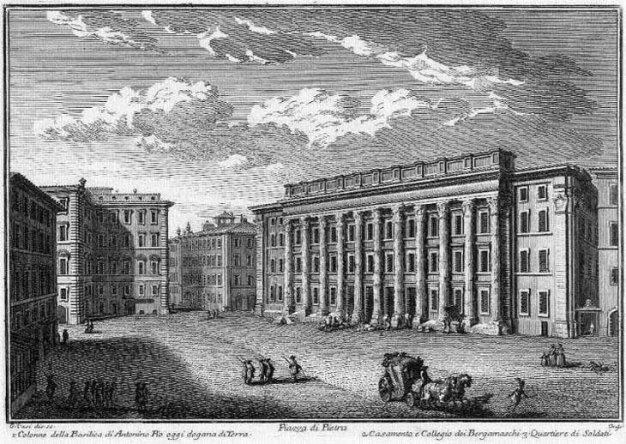 G. Vasi dis. sc.
Piazza di Pietra
1 Colonne della Basilica di Antonino Pio oggi dogana di Terra.
2. Casamento e Collegio dei Bergamaschi. 3. Quartiere di Soldati